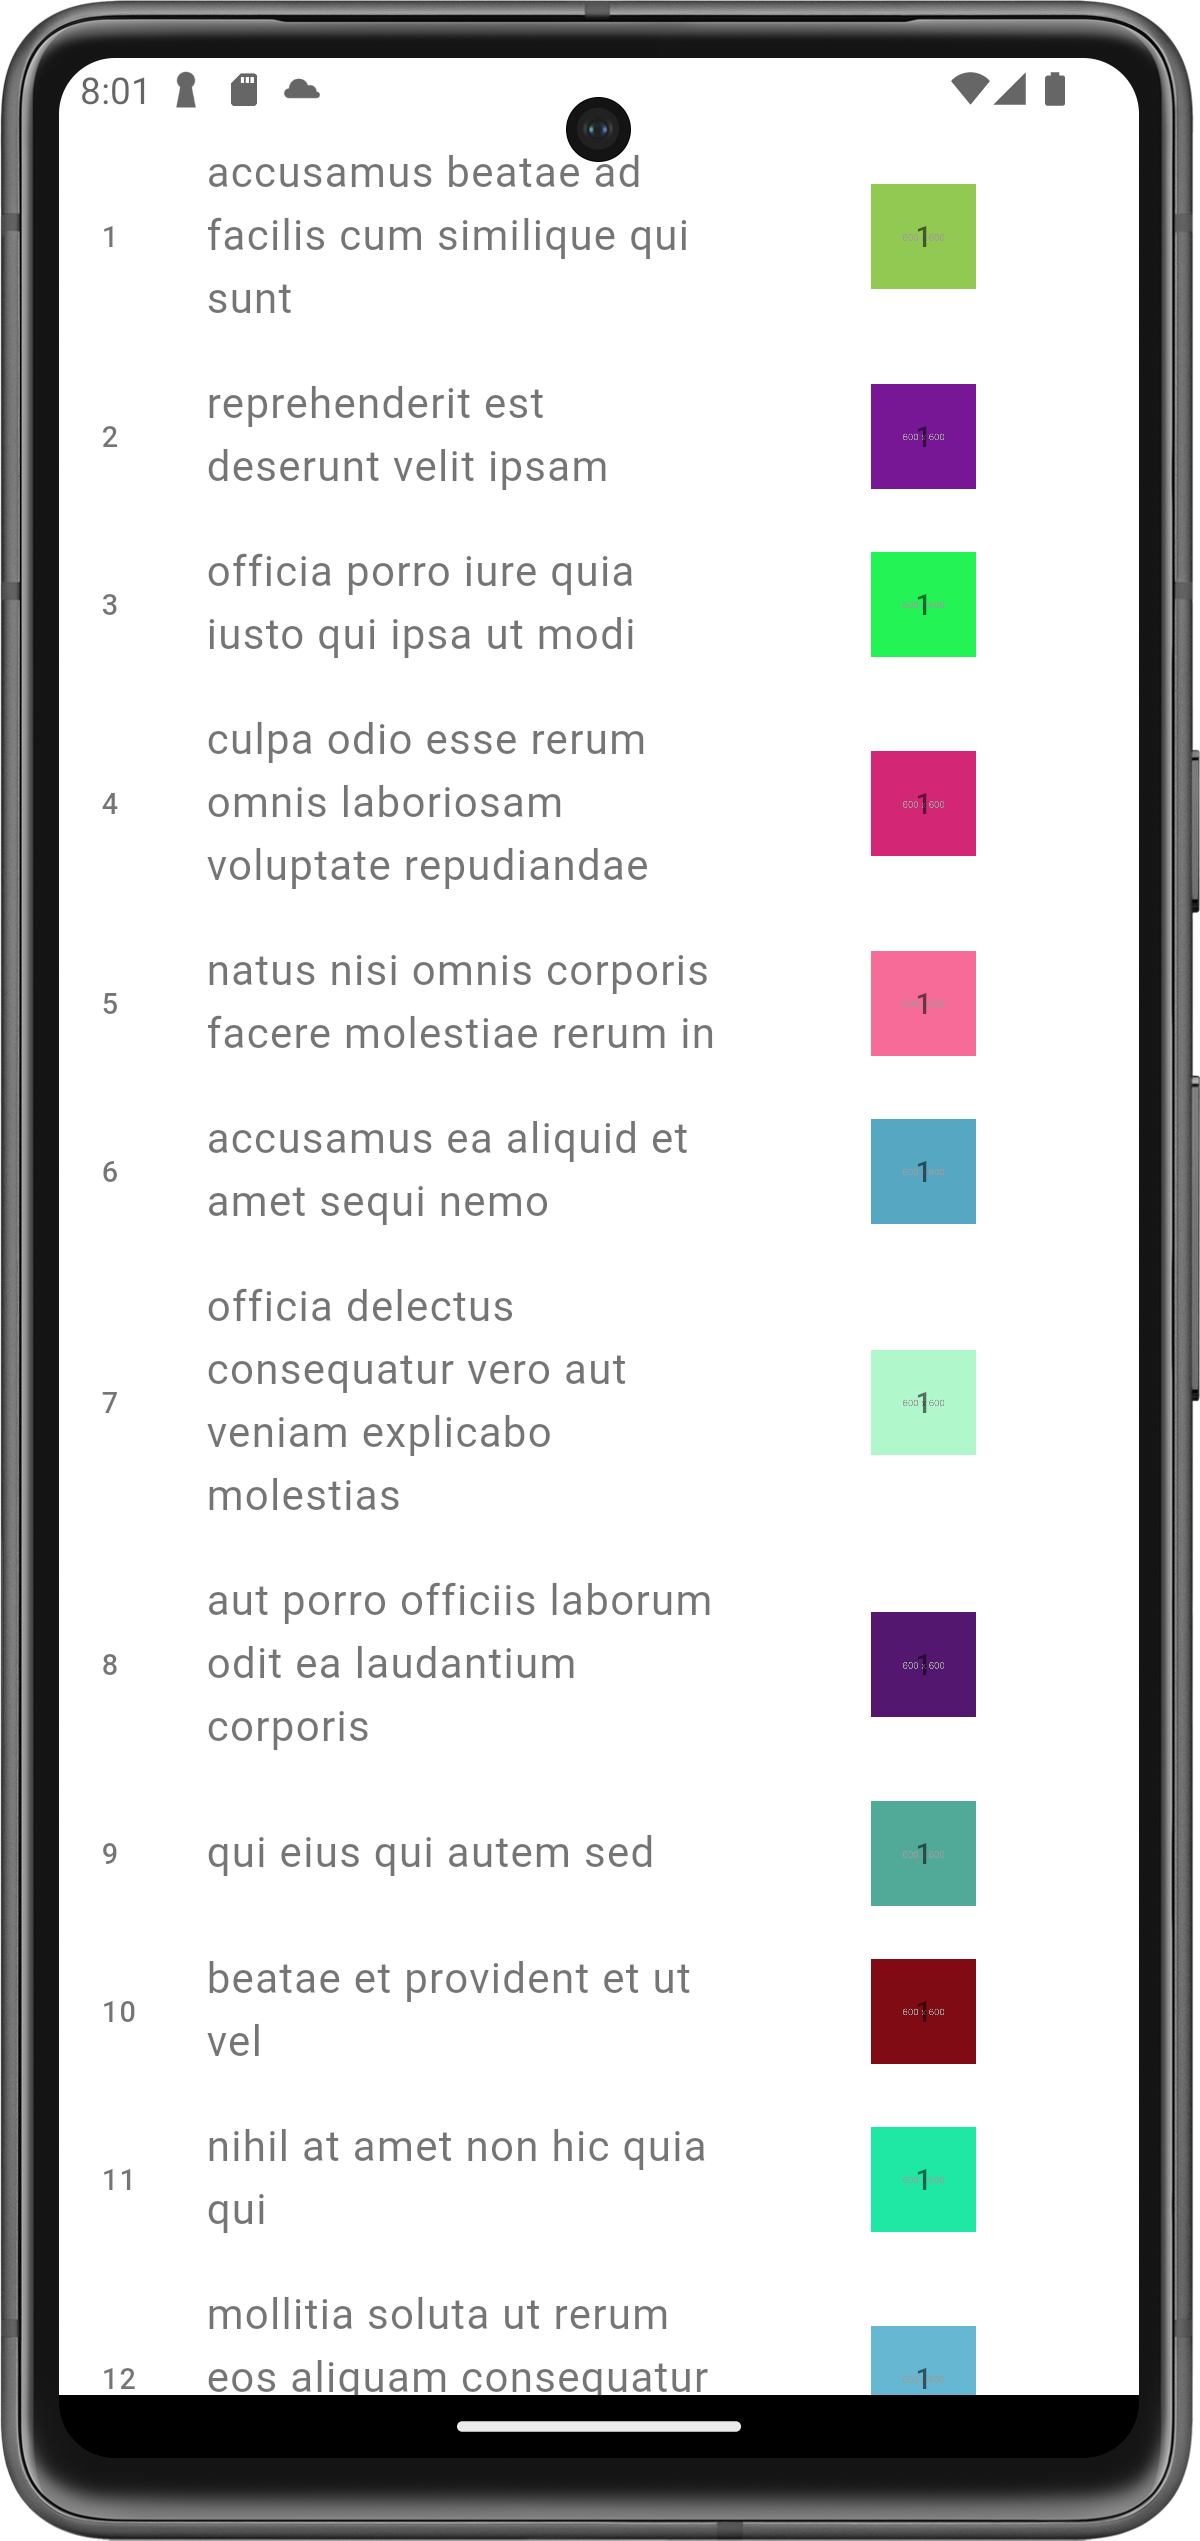 8:01
accusamus beatae ad
1 facilis cum similique qui 1
sunt
reprehenderit est
2 600 x 600 1
deserunt velit ipsam
officia porro iure quia
3 1
iusto qui ipsa ut modi
culpa odio esse rerum
4 omnis laboriosam 600 x 600 1
voluptate repudiandae
natus nisi omnis corporis
5 1
facere molestiae rerum in
accusamus ea aliquid et
6 1
amet sequi nemo
officia delectus
consequatur vero aut
7 600 x 600 1
veniam explicabo
molestias
aut porro officiis laborum
8 odit ea laudantium 600 x 600 1
corporis
9 qui eius qui autem sed 1
beatae et provident et ut
10 600 x 600 1
vel
nihil at amet non hic quia
11 1
qui
mollitia soluta ut rerum
12 eos aliquam consequatur 1